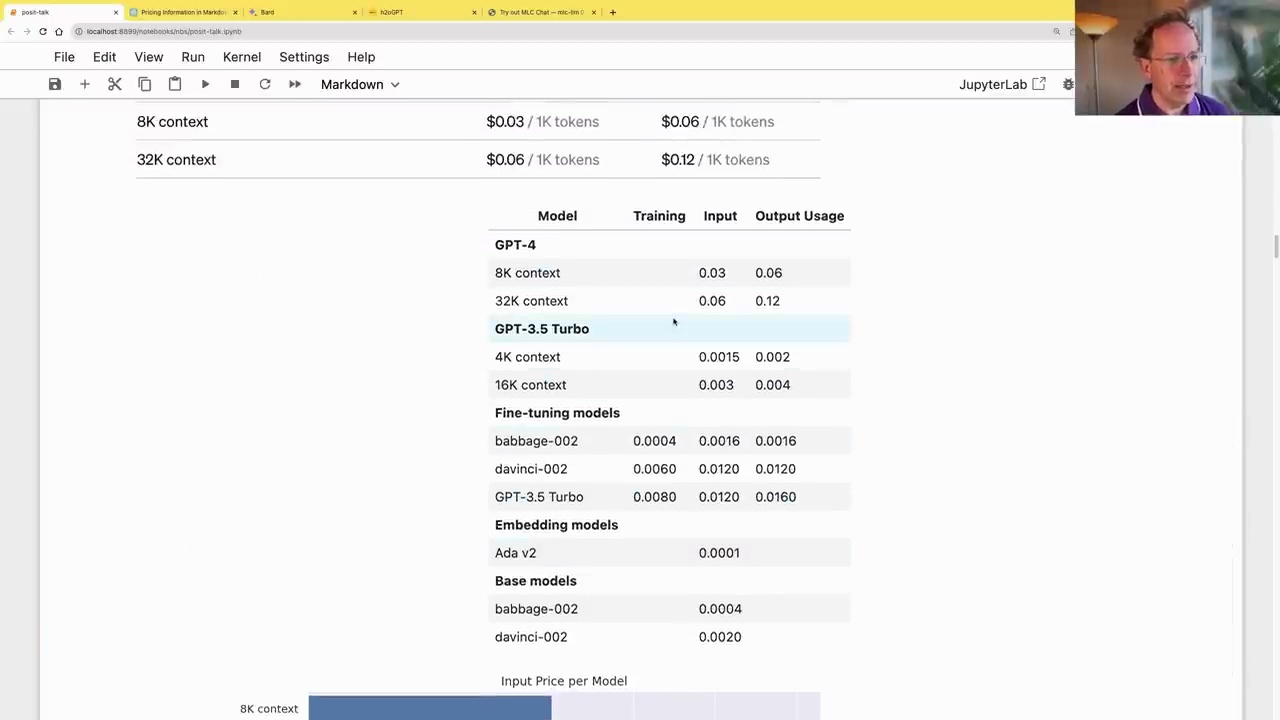 posit-talk
Pricing Information in Markdow
Bard
h2oGPT
Try out MLC Chat — mlc-llm 0
localhost:8899/notebooks/nbs/posit-talk.ipynb
File Edit View Run Kernel Settings Help
Markdown
JupyterLab
8K context $0.03 / 1K tokens $0.06 / 1K tokens
32K context $0.06 / 1K tokens $0.12 / 1K tokens
Model Training Input Output Usage
GPT-4
8K context 0.03 0.06
32K context 0.06 0.12
GPT-3.5 Turbo
4K context 0.0015 0.002
16K context 0.003 0.004
Fine-tuning models
babbage-002 0.0004 0.0016 0.0016
davinci-002 0.0060 0.0120 0.0120
GPT-3.5 Turbo 0.0080 0.0120 0.0160
Embedding models
Ada v2 0.0001
Base models
babbage-002 0.0004
davinci-002 0.0020
Input Price per Model
8K context